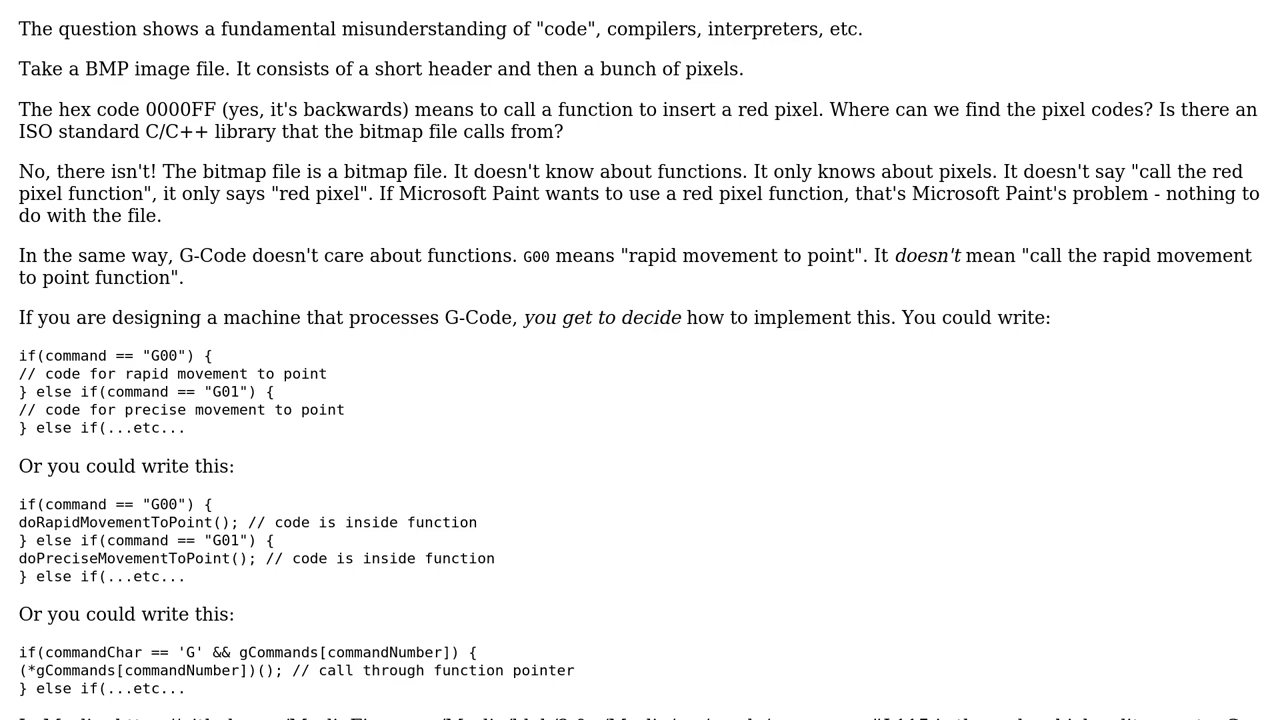 The question shows a fundamental misunderstanding of "code", compilers, interpreters, etc.
Take a BMP image file. It consists of a short header and then a bunch of pixels.
The hex code 0000FF (yes, it's backwards) means to call a function to insert a red pixel. Where can we find the pixel codes? Is there an
ISO standard C/C++ library that the bitmap file calls from?
No, there isn't! The bitmap file is a bitmap file. It doesn't know about functions. It only knows about pixels. It doesn't say "call the red
pixel function", it only says "red pixel". If Microsoft Paint wants to use a red pixel function, that's Microsoft Paint's problem - nothing to
do with the file.
In the same way, G-Code doesn't care about functions. G00 means "rapid movement to point". It doesn't mean "call the rapid movement
to point function".
If you are designing a machine that processes G-Code, you get to decide how to implement this. You could write:
if(command == "G00") {
// code for rapid movement to point
} else if(command == "G01") {
// code for precise movement to point
} else if(...etc...
Or you could write this:
if(command == "G00") {
doRapidMovementToPoint(); // code is inside function
} else if(command == "G01") {
doPreciseMovementToPoint(); // code is inside function
} else if(...etc...
Or you could write this:
if(commandChar == 'G' && gCommands[commandNumber]) {
(*gCommands[commandNumber])(); // call through function pointer
} else if(...etc...